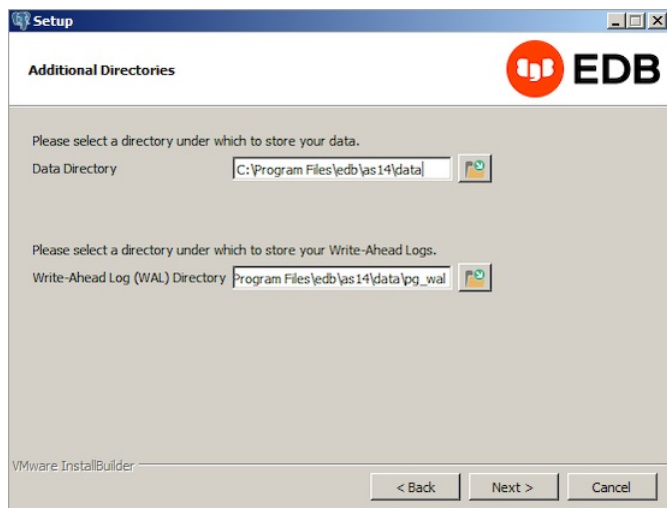 Setup
Additional Directories
EDB
Please select a directory under which to store your data.
Data Directory C:\Program Files\edb\as14\data
Please select a directory under which to store your Write-Ahead Logs.
Write-Ahead Log (WAL) Directory Program Files\edb\as14\data\pg_wal
VMware InstallBuilder
< Back Next > Cancel